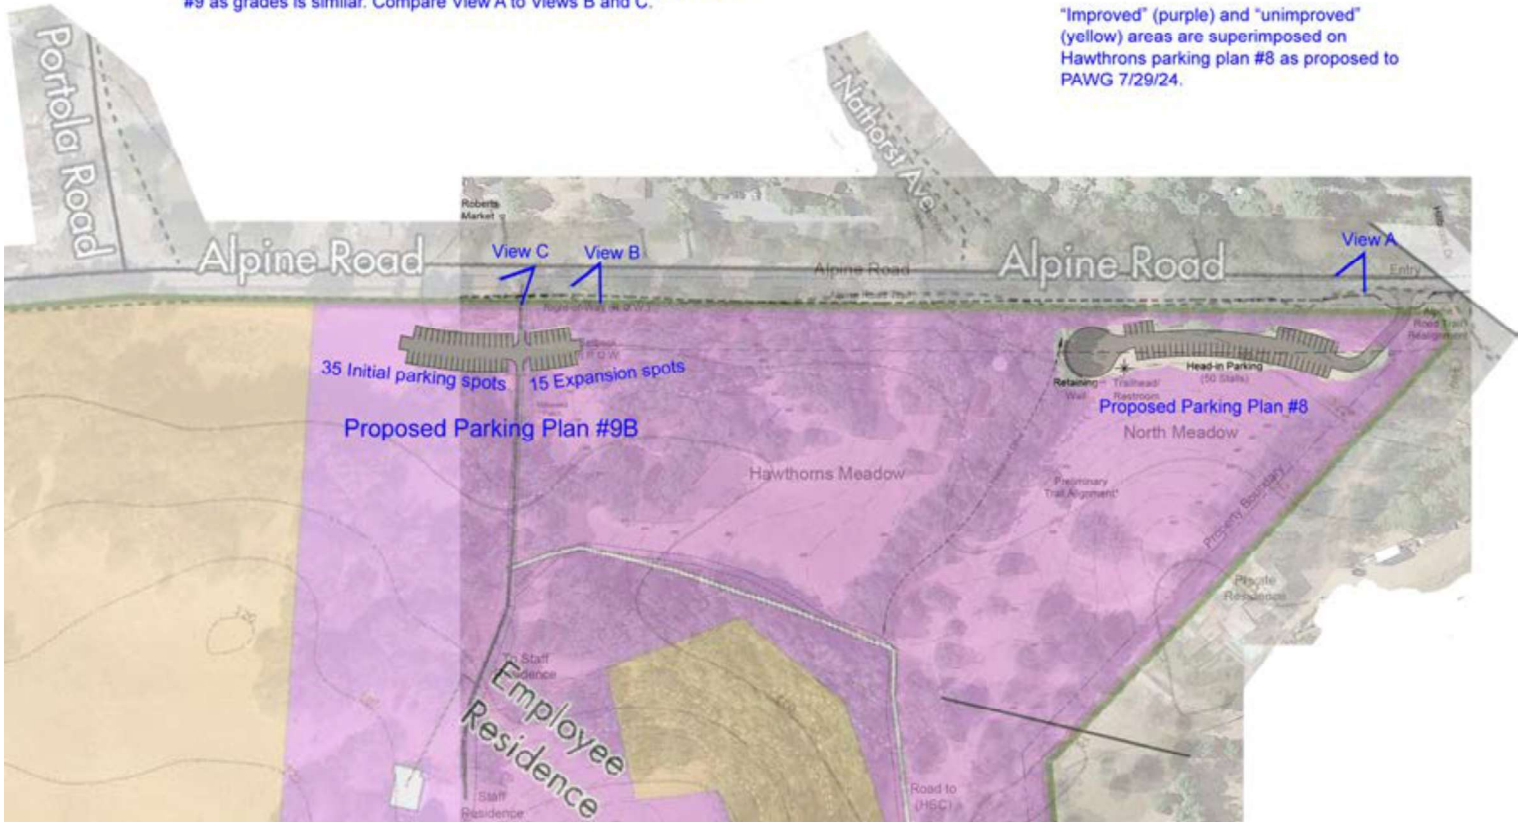 #9 as grades is similar. Compare View A to Views B and C.
"Improved" (purple) and "unimproved"
(yellow) areas are superimposed on
Hawthrons parking plan #8 as proposed to
PAWG 7/29/24.
Portola Road
Nathorst Ave
Roberts
Market
Alpine Road
View C
View B
Alpine Road
Alpine Road
View A
Entry
Road Trail
Realignment
35 Initial parking spots
15 Expansion spots
Retaining
Wall
Trailhead/
Restroom
Head-in Parking
(50 Stalls)
Proposed Parking Plan #9B
Proposed Parking Plan #8
North Meadow
Hawthorns Meadow
Preliminary
Trail Alignment*
Property Boundary
Private
Residence
To Staff
Residence
Employee
Residence
Staff
Residence
Road to
(HSC)